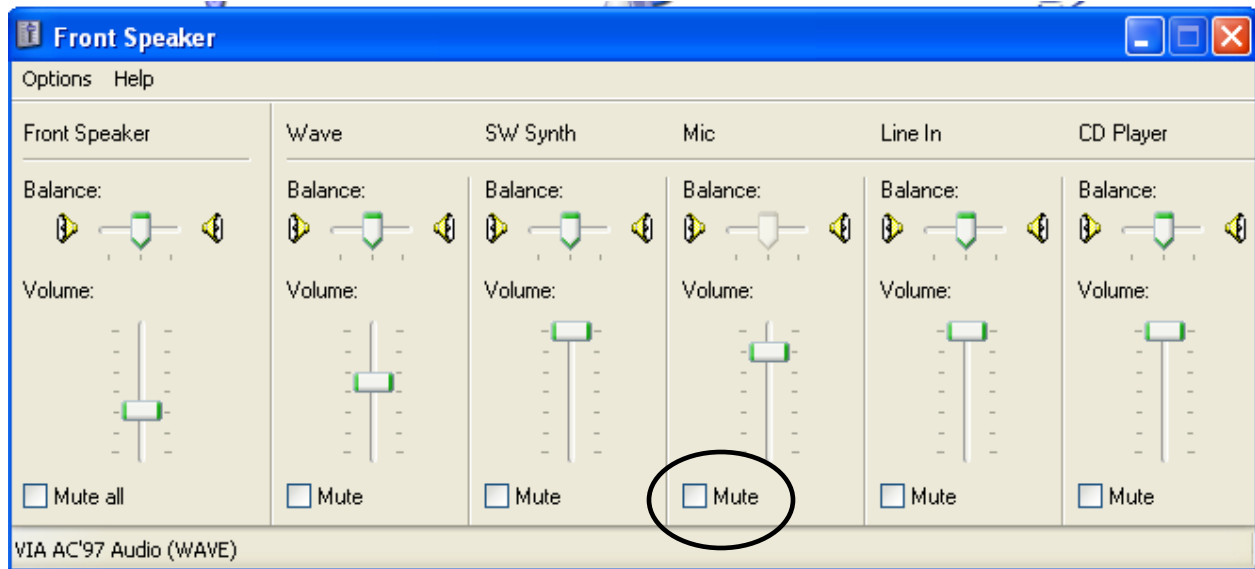 Front Speaker
Options Help
Front Speaker Wave SW Synth Mic Line In CD Player
Balance: Balance: Balance: Balance: Balance: Balance:
Volume: Volume: Volume: Volume: Volume: Volume:
Mute all Mute Mute Mute Mute Mute
VIA AC'97 Audio (WAVE)